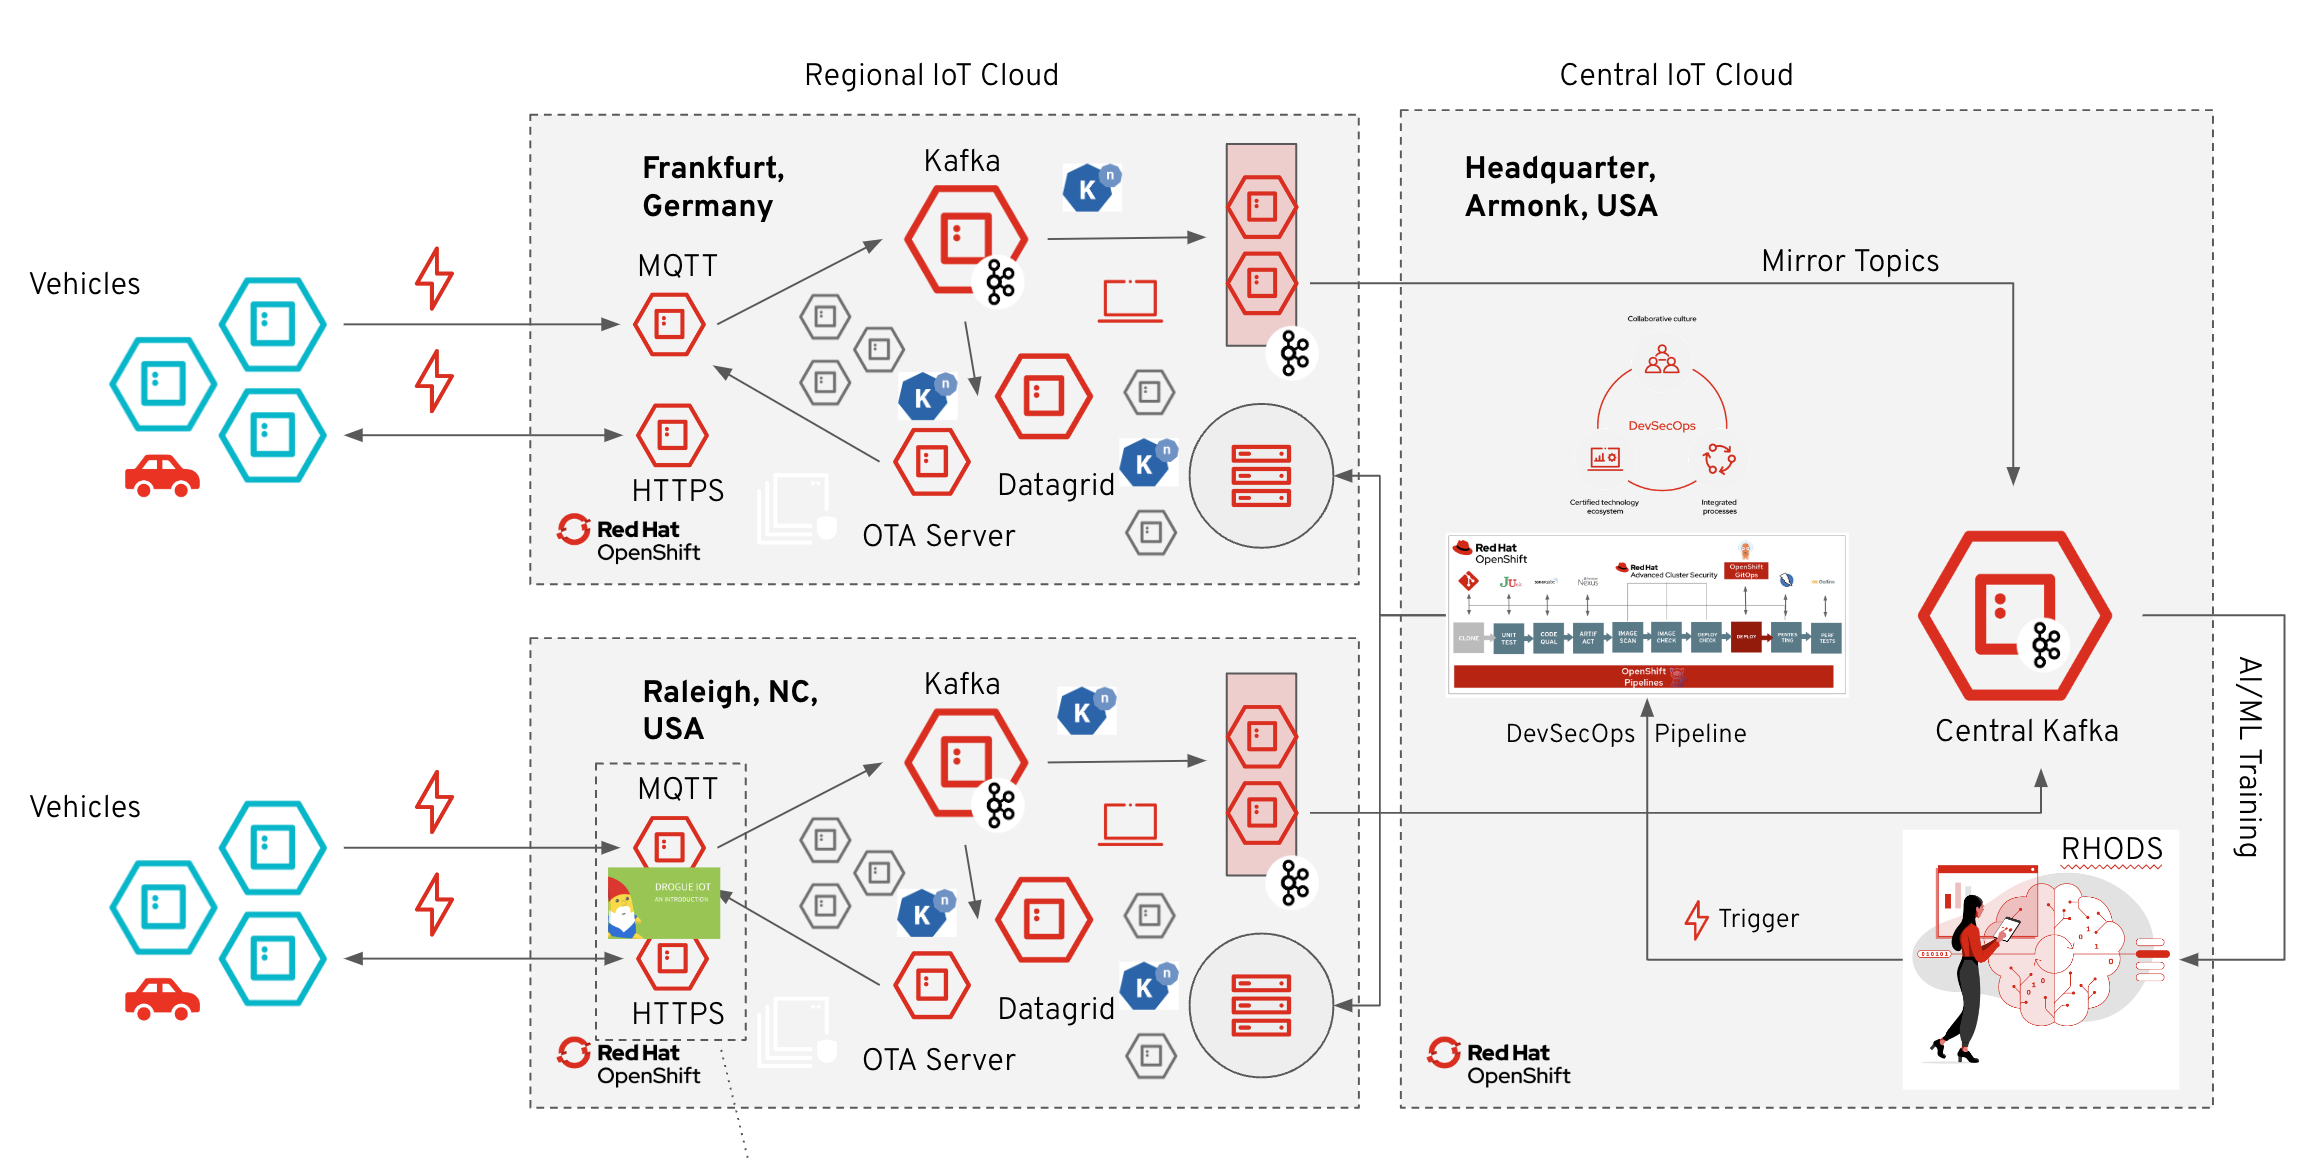 Regional IoT Cloud
Central IoT Cloud
Vehicles
Frankfurt,
Germany
Kafka
K n
MQTT
HTTPS
K n
OTA Server
Datagrid
K n
Red Hat
OpenShift
Headquarter,
Armonk, USA
Mirror Topics
Collaborative culture
DevSecOps
Certified technology
ecosystem
Integrated
processes
Red Hat
OpenShift
Red Hat
Advanced Cluster Security
OpenShift
GitOps
Nexus
CLONE
UNIT
TEST
CODE
QUAL
ARTIF
ACT
IMAGE
SCAN
IMAGE
CHECK
DEPLOY
CHECK
DEPLOY
PENTES
TING
PERF
TESTS
OpenShift
Pipelines
DevSecOps Pipeline
Central Kafka
AI/ML Training
Vehicles
Raleigh, NC,
USA
Kafka
K n
MQTT
DROGUE IOT
AN INTRODUCTION
HTTPS
K n
OTA Server
Datagrid
K n
Red Hat
OpenShift
Trigger
RHODS
010101
Red Hat
OpenShift